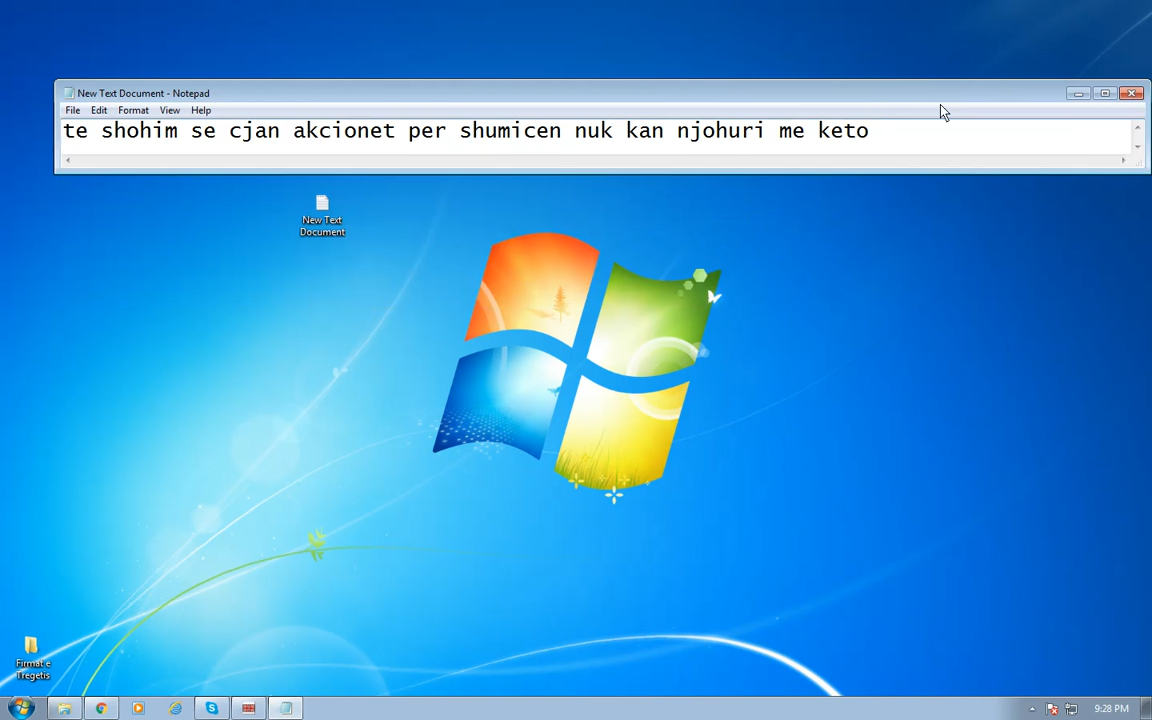 New Text Document - Notepad
File Edit Format View Help
te shohim se cjan akcionet per shumicen nuk kan njohuri me keto
New Text
Document
Firmat e
Tregetis
9:28 PM